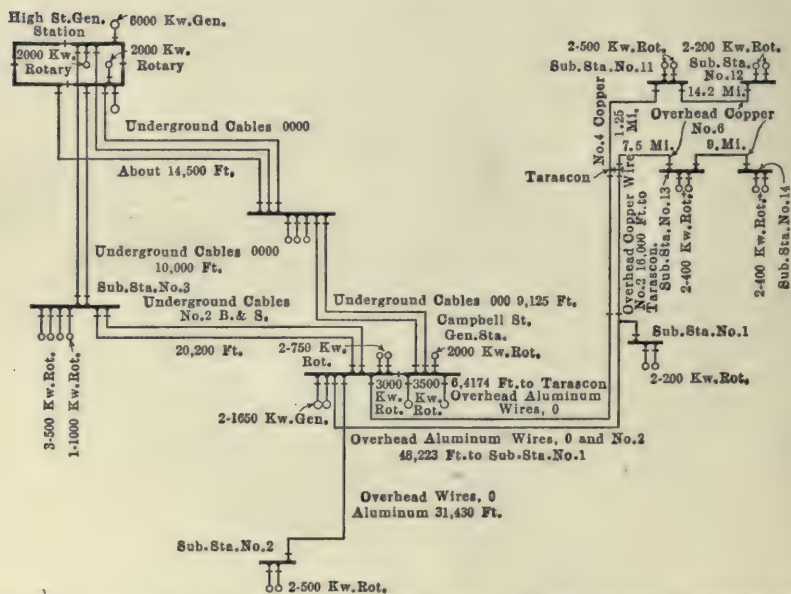 High St.Gen.
Station
6000 Kw.Gen.
2000 Kw.
Rotary
2000 Kw.
Rotary
Underground Cables 0000
About 14,500 Ft.
Underground Cables 0000
10,000 Ft.
Sub.Sta.No.3
Underground Cables
No.2 B.& S.
20,200 Ft.
3-500 Kw.Rot.
1-1000 Kw.Rot.
Underground Cables 000 9,125 Ft.
Campbell St.
Gen.Sta.
2-750 Kw.
Rot.
2000 Kw.Rot.
3000
Kw.
Rot.
3500
Kw.
Rot.
2-1650 Kw.Gen.
6,4174 Ft.to Tarascon
Overhead Aluminum
Wires, 0
Overhead Aluminum Wires, 0 and No.2
48,223 Ft.to Sub.Sta.No.1
Overhead Wires, 0
Aluminum 31,430 Ft.
Sub.Sta.No.2
2-500 Kw.Rot.
2-500 Kw.Rot.
Sub.Sta.No.11
2-200 Kw.Rot.
Sub.Sta.
No.12
14.2 Mi.
No.4 Copper
1.25
Mi.
Overhead Copper
No.6
7.5 Mi.
9.Mi.
Tarascon
Overhead Copper Wire
No.2 16,000 Ft.to
Tarascon.
Sub.Sta.No.13
2-400 Kw.Rot.
2-400 Kw.Rot.
Sub.Sta.No.14
Sub.Sta.No.1
2-200 Kw.Rot.